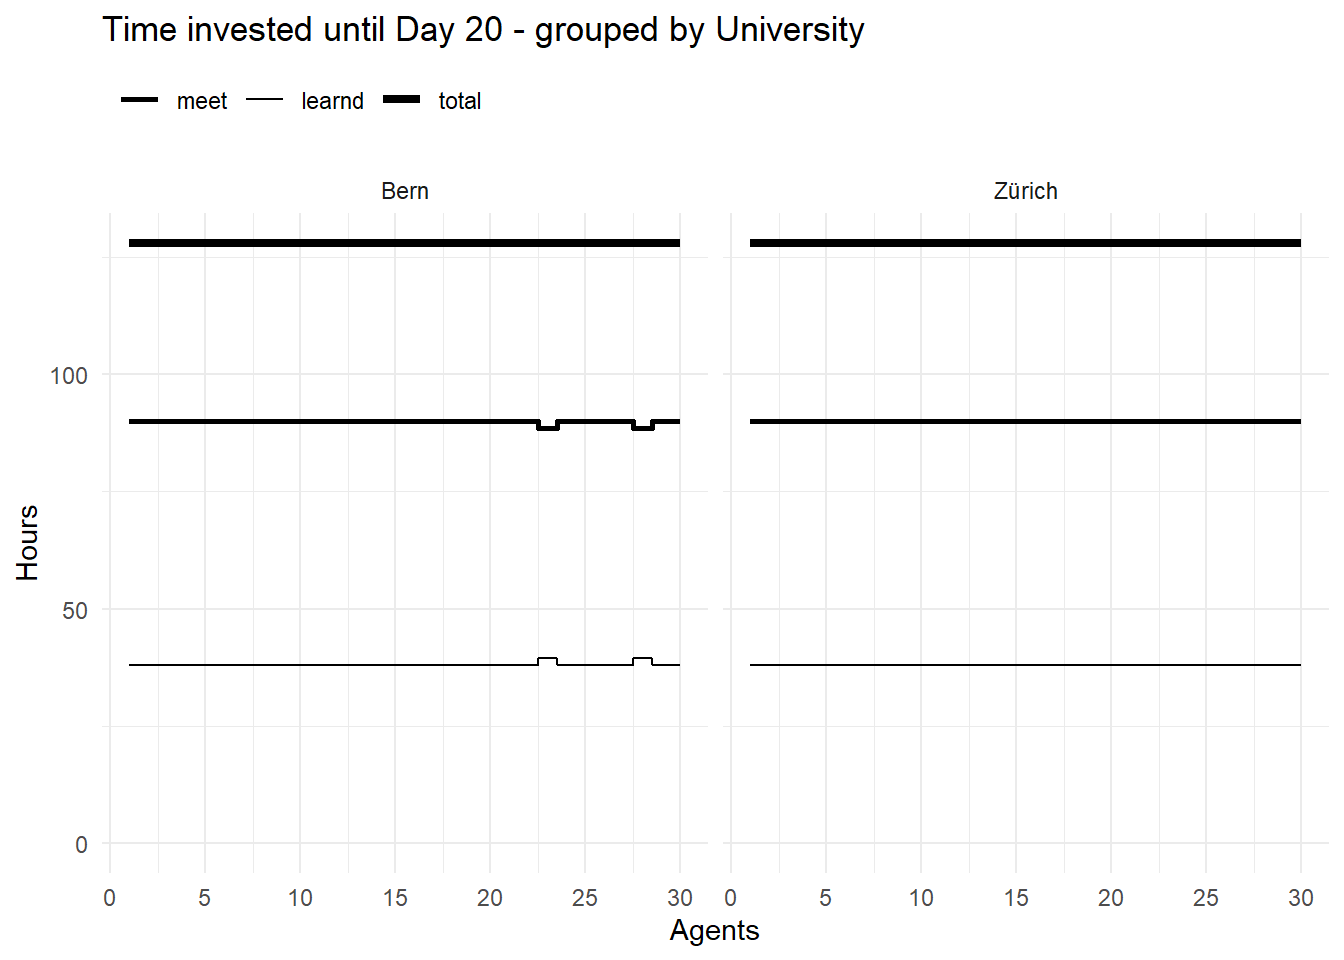 Time invested until Day 20 - grouped by University
meet learnd total
Bern Zürich
100
50
0
Hours
0 5 10 15 20 25 30 0 5 10 15 20 25 30
Agents